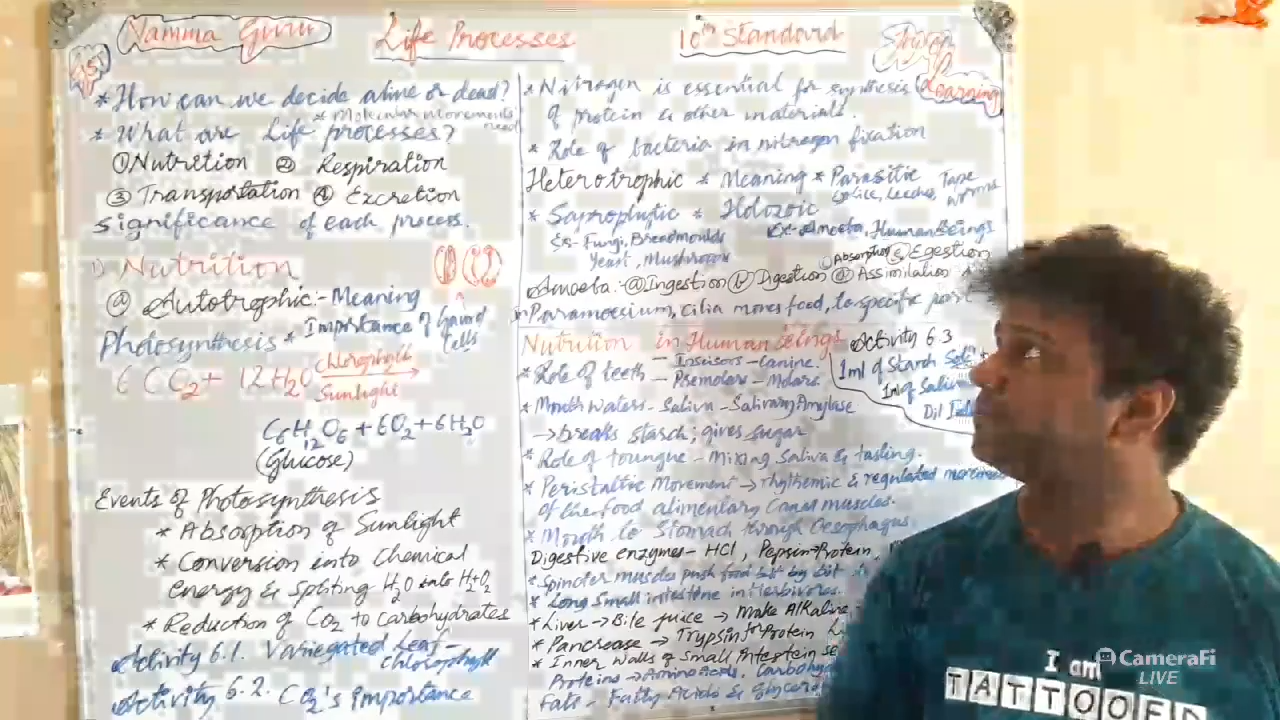 Namma Guru
Life Processes
10th Standard
Learning
* How can we decide alive or dead?
* Molecular movements need
* What are Life processes?
① Nutrition ② Respiration
③ Transportation ④ Excretion
significance of each process.
1) Nutrition
ⓐ Autotrophic:- Meaning
Photosynthesis * Importance of Gaurd
Cells
6CO2 + 12H2O chlorophyll
Sunlight
C6H12O6 + 6O2 + 6H2O
(Glucose)
Events of Photosynthesis
* Absorption of Sunlight
* Conversion into Chemical
Energy & Spliting H2O into H2+O2
* Reduction of CO2 to Carbohydrates
Activity 6.1. Variegated Leaf -
chlorophyll
Activity 6.2. CO2's importance
* Nitrogen is essential for synthesis
of protein & other materials.
* Role of bacteria in nitrogen fixation
Heterotrophic * Meaning * Parasitic Tape
lice, Leeches, worms
* Saprophytic * Holozoic
Ex- Fungi, Breadmoulds Ex-Amoeba, Human Beings
Yeast, Mushroom
Absorption Egestion
Amoeba:- ⓐ Ingestion ⓑ Digestion ⓓ Assimilation
Paramoecium, cilia moves food, to specific part
Nutrition in Human Beings
* Role of teeth - Inscisors - Canine.
- Premolars - Molars
Activity 6.3
1ml of Starch Sol
1ml of Saliva
Dil
* Mouth Waters - Saliva - Salivary Amylase
→ breaks starch; gives sugar
* Role of toungue - Mixing Saliva & tasting.
* Peristaltic Movement → rhythemic & regulated
of the food alimentary Canal muscles.
* Mouth to Stomach through Oesophagus
Digestive enzymes - HCl, Pepsin→Protein,
* Spincter muscles push food bit by bit
* Long Small intestine in Herbivores.
* Liver → Bile juice → Make Alkaline
* Pancrease → Trypsin for Protein
* Inner Walls of Small Intestein
Proteins → Amino Acids,
Fats - Fatty Acids &
I am
TATTOOED
CameraFi
LIVE